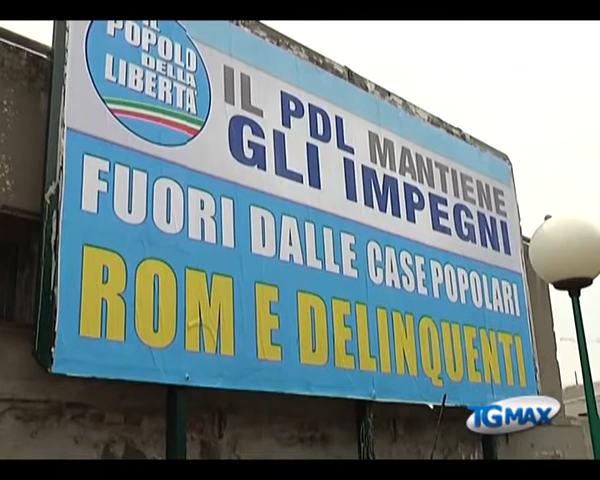 IL
POPOLO
DELLA
LIBERTÀ
IL PDL MANTIENE
GLI IMPEGNI
FUORI DALLE CASE POPOLARI
ROM E DELINQUENTI
TGMAX